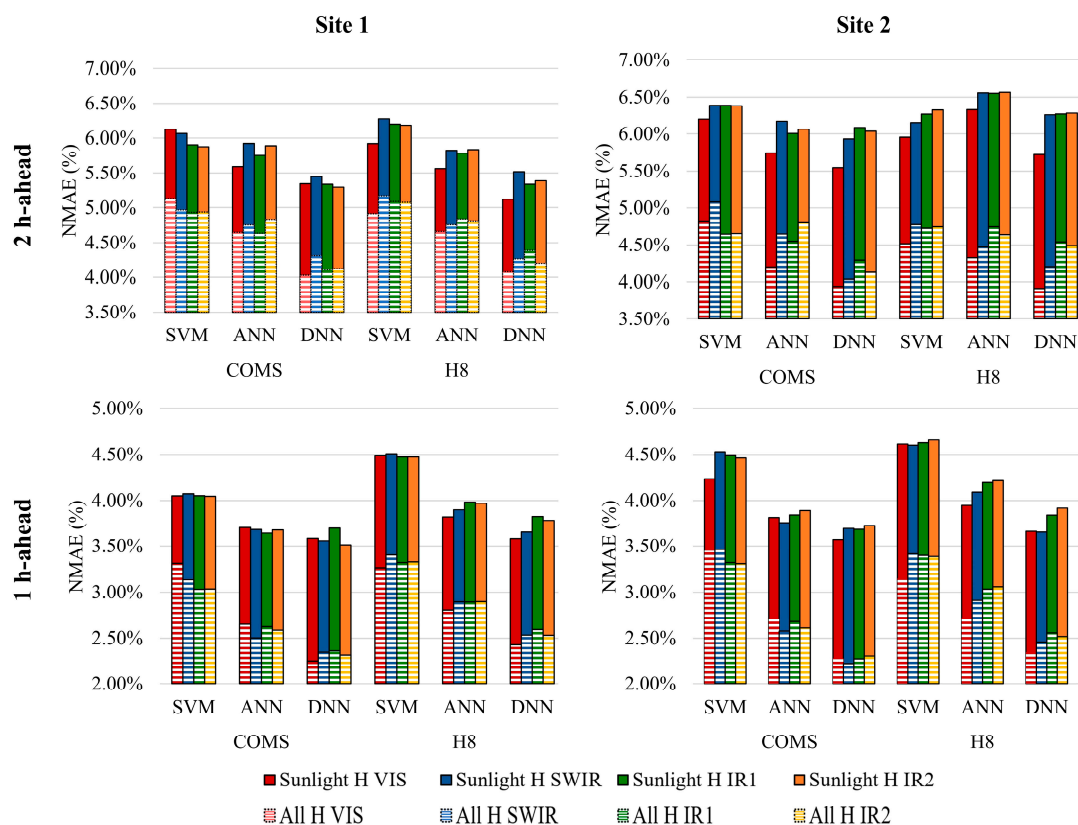 Site 1
Site 2
2 h-ahead
NMAE (%)
7.00%
6.50%
6.00%
5.50%
5.00%
4.50%
4.00%
3.50%
SVM ANN DNN SVM ANN DNN
COMS H8
NMAE (%)
7.00%
6.50%
6.00%
5.50%
5.00%
4.50%
4.00%
3.50%
SVM ANN DNN SVM ANN DNN
COMS H8
1 h-ahead
NMAE (%)
5.00%
4.50%
4.00%
3.50%
3.00%
2.50%
2.00%
SVM ANN DNN SVM ANN DNN
COMS H8
NMAE (%)
5.00%
4.50%
4.00%
3.50%
3.00%
2.50%
2.00%
SVM ANN DNN SVM ANN DNN
COMS H8
Sunlight H VIS Sunlight H SWIR Sunlight H IR1 Sunlight H IR2
All H VIS All H SWIR All H IR1 All H IR2